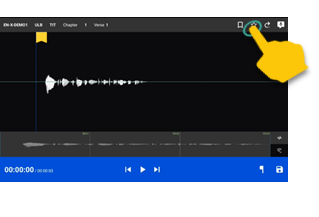 EN-X-DEMO1 ULB TIT Chapter 1 Verse 1
00:00:00 / 00:00:03